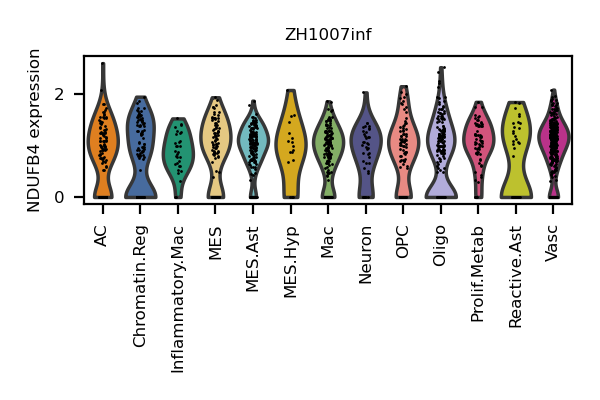 ZH1007inf
NDUFB4 expression
2
0
AC
Chromatin.Reg
Inflammatory.Mac
MES
MES.Ast
MES.Hyp
Mac
Neuron
OPC
Oligo
Prolif.Metab
Reactive.Ast
Vasc